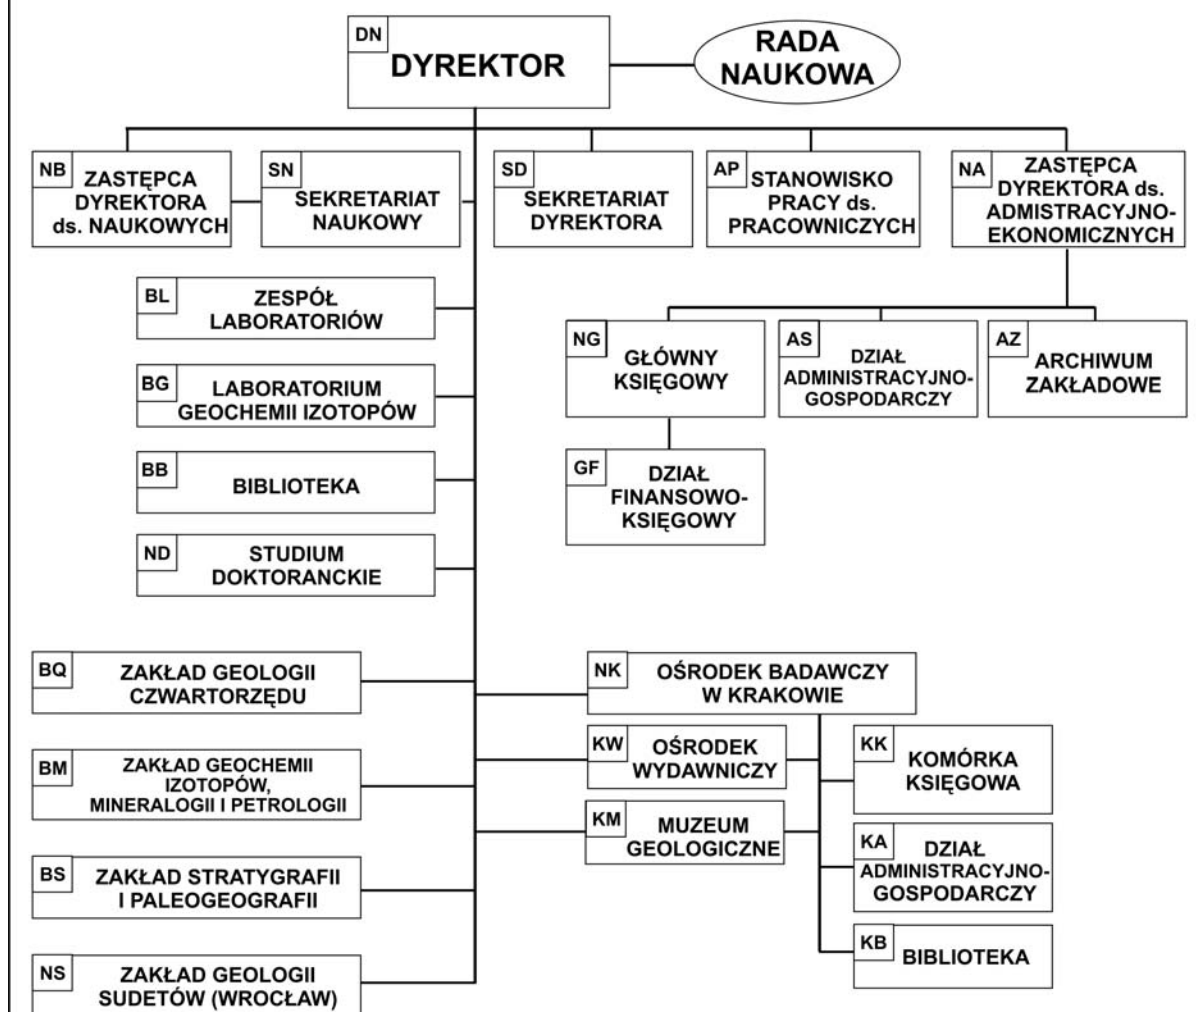 DN
DYREKTOR
RADA
NAUKOWA
NB
ZASTĘPCA
DYREKTORA
ds. NAUKOWYCH
SN
SEKRETARIAT
NAUKOWY
SD
SEKRETARIAT
DYREKTORA
AP
STANOWISKO
PRACY ds.
PRACOWNICZYCH
NA
ZASTĘPCA
DYREKTORA ds.
ADMISTRACYJNO-
EKONOMICZNYCH
BL
ZESPÓŁ
LABORATORIÓW
NG
GŁÓWNY
KSIĘGOWY
AS
DZIAŁ
ADMINISTRACYJNO-
GOSPODARCZY
AZ
ARCHIWUM
ZAKŁADOWE
BG
LABORATORIUM
GEOCHEMII IZOTOPÓW
BB
BIBLIOTEKA
GF
DZIAŁ
FINANSOWO-
KSIĘGOWY
ND
STUDIUM
DOKTORANCKIE
BQ
ZAKŁAD GEOLOGII
CZWARTORZĘDU
NK
OŚRODEK BADAWCZY
W KRAKOWIE
BM
ZAKŁAD GEOCHEMII
IZOTOPÓW,
MINERALOGII I PETROLOGII
KW
OŚRODEK
WYDAWNICZY
KK
KOMÓRKA
KSIĘGOWA
KM
MUZEUM
GEOLOGICZNE
KA
DZIAŁ
ADMINISTRACYJNO-
GOSPODARCZY
BS
ZAKŁAD STRATYGRAFII
I PALEOGEOGRAFII
KB
BIBLIOTEKA
NS
ZAKŁAD GEOLOGII
SUDETÓW (WROCŁAW)